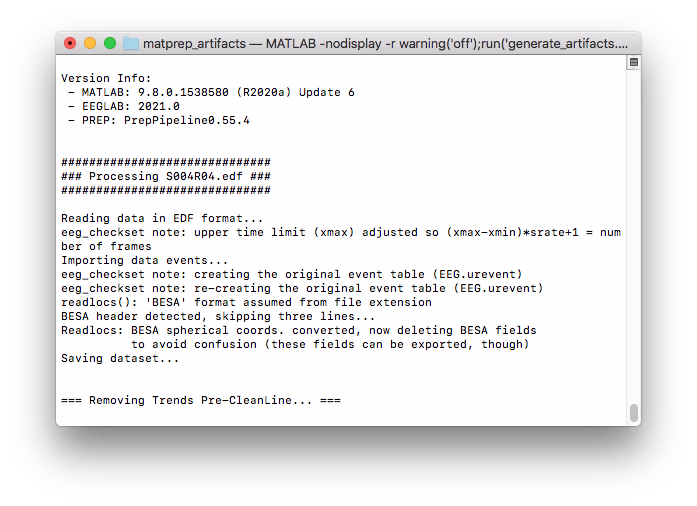 matprep_artifacts — MATLAB -nodisplay -r warning('off');run('generate_artifacts....
Version Info:
- MATLAB: 9.8.0.1538580 (R2020a) Update 6
- EEGLAB: 2021.0
- PREP: PrepPipeline0.55.4
##############################
### Processing S004R04.edf ###
##############################
Reading data in EDF format...
eeg_checkset note: upper time limit (xmax) adjusted so (xmax-xmin)*srate+1 = num
ber of frames
Importing data events...
eeg_checkset note: creating the original event table (EEG.urevent)
eeg_checkset note: re-creating the original event table (EEG.urevent)
readlocs(): 'BESA' format assumed from file extension
BESA header detected, skipping three lines...
Readlocs: BESA spherical coords. converted, now deleting BESA fields
to avoid confusion (these fields can be exported, though)
Saving dataset...
=== Removing Trends Pre-CleanLine... ===